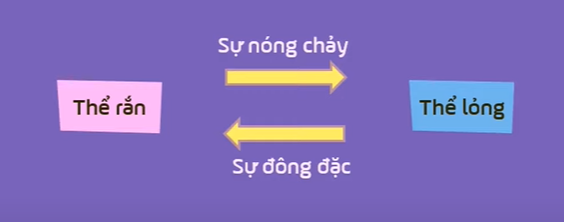 Sự nóng chảy
Thể rắn
Thể lỏng
Sự đông đặc